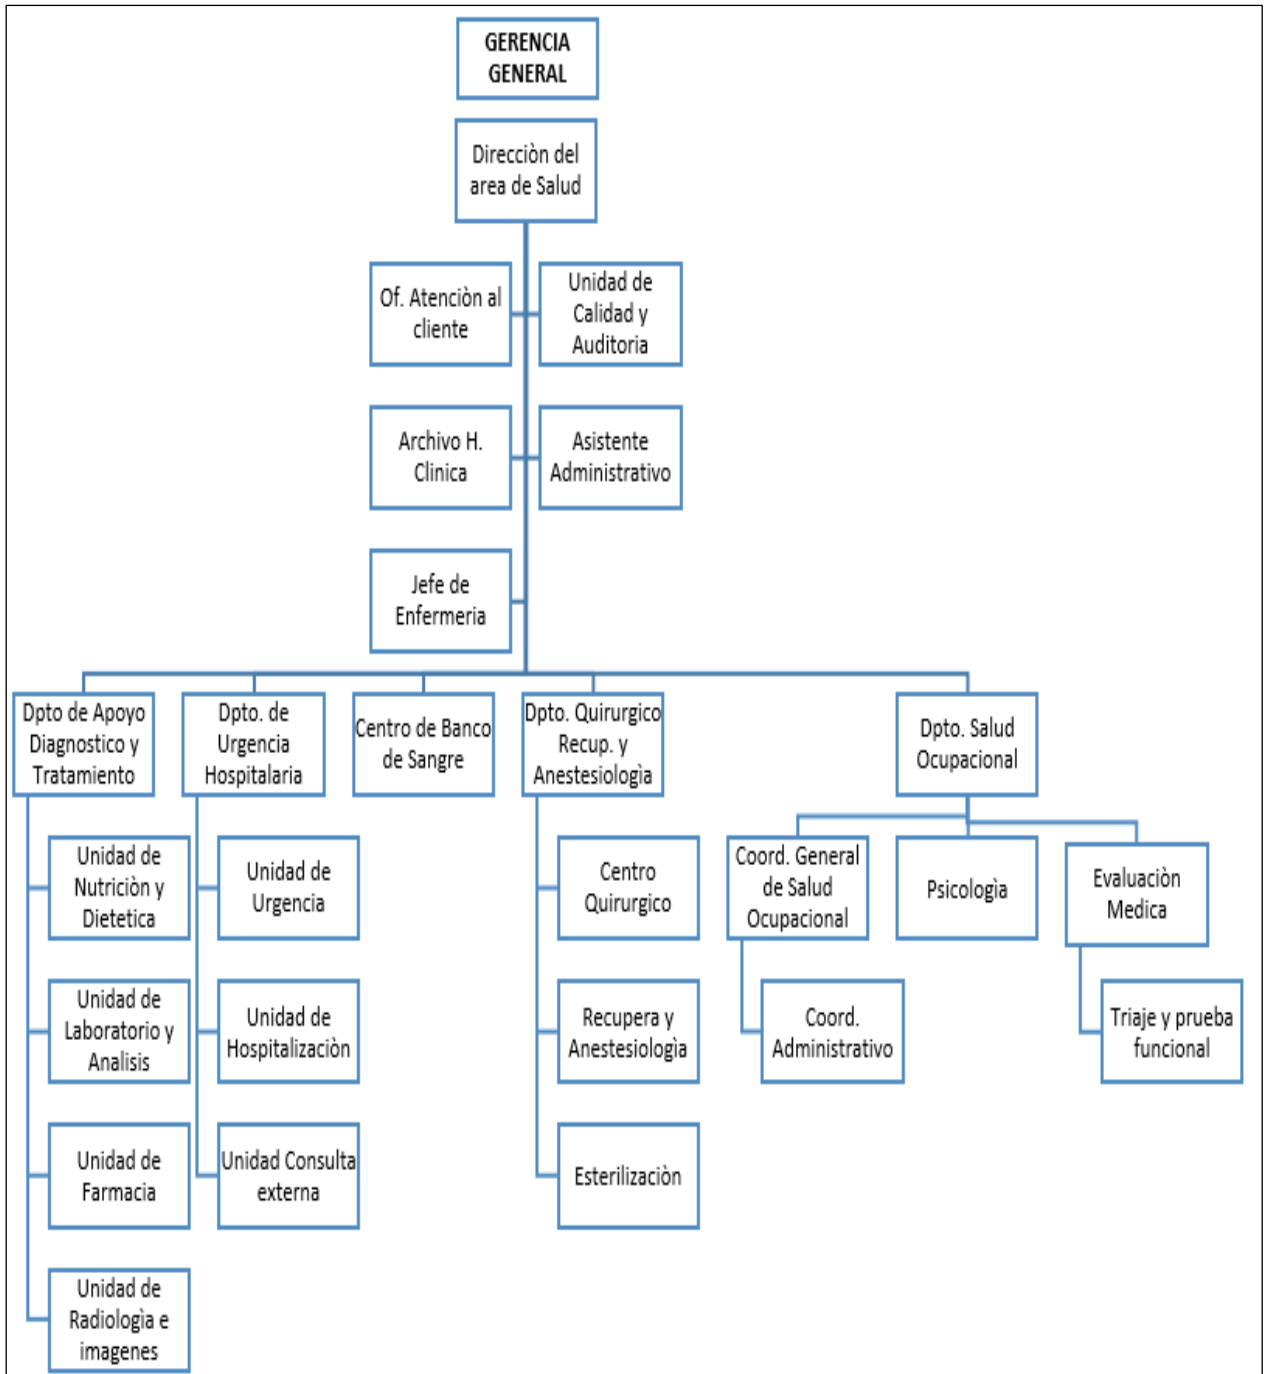 GERENCIA
GENERAL
Direcciòn del
area de Salud
Of. Atenciòn al
cliente
Unidad de
Calidad y
Auditoria
Archivo H.
Clinica
Asistente
Administrativo
Jefe de
Enfermeria
Dpto de Apoyo
Diagnostico y
Tratamiento
Dpto. de
Urgencia
Hospitalaria
Centro de Banco
de Sangre
Dpto. Quirurgico
Recup. y
Anestesiologìa
Dpto. Salud
Ocupacional
Unidad de
Nutriciòn y
Dietetica
Unidad de
Urgencia
Centro
Quirurgico
Coord. General
de Salud
Ocupacional
Psicologìa
Evaluaciòn
Medica
Unidad de
Laboratorio y
Analisis
Unidad de
Hospitalizaciòn
Recupera y
Anestesiologìa
Coord.
Administrativo
Triaje y prueba
funcional
Unidad de
Farmacia
Unidad Consulta
externa
Esterilizaciòn
Unidad de
Radiologìa e
imagenes